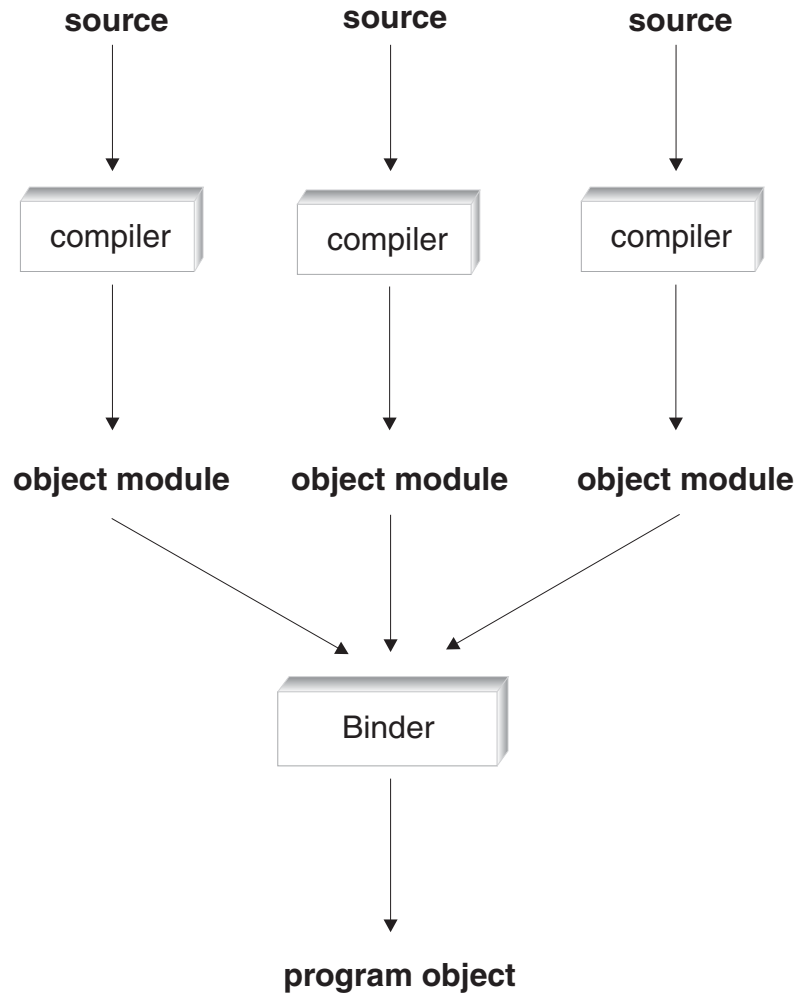 source
source
source
compiler
compiler
compiler
object module
object module
object module
Binder
program object